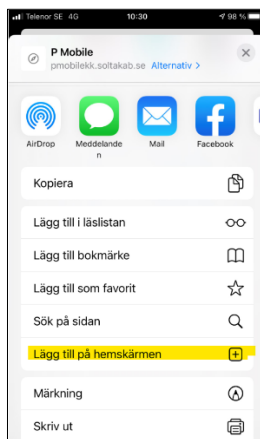 Telenor SE 4G 10:30 98 %
P Mobile
pmobilekk.soltakab.se Alternativ >
AirDrop Meddelande
n Mail Facebook
Kopiera
Lägg till i läslistan
Lägg till bokmärke
Lägg till som favorit
Sök på sidan
Lägg till på hemskärmen
Märkning
Skriv ut